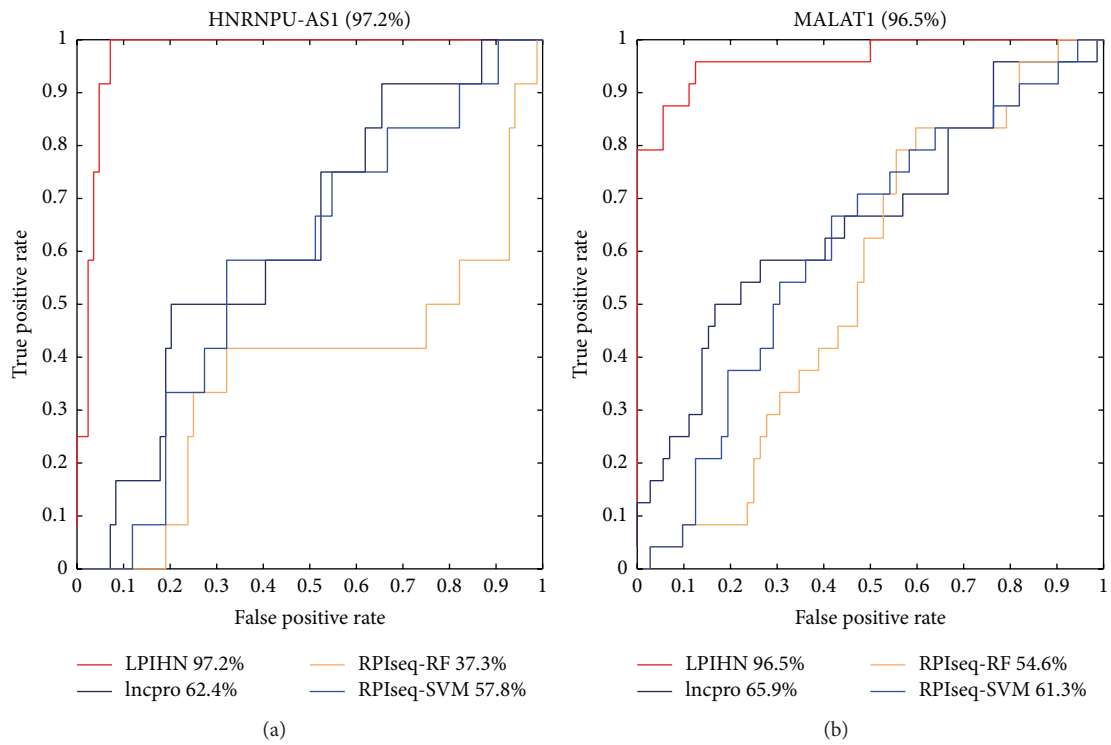 HNRNPU-AS1 (97.2%)
1
0.9
0.8
0.7
0.6
0.5
0.4
0.3
0.2
0.1
0
True positive rate
0 0.1 0.2 0.3 0.4 0.5 0.6 0.7 0.8 0.9 1
False positive rate
LPIHN 97.2%
lncpro 62.4%
RPIseq-RF 37.3%
RPIseq-SVM 57.8%
(a)
MALAT1 (96.5%)
1
0.9
0.8
0.7
0.6
0.5
0.4
0.3
0.2
0.1
0
True positive rate
0 0.1 0.2 0.3 0.4 0.5 0.6 0.7 0.8 0.9 1
False positive rate
LPIHN 96.5%
lncpro 65.9%
RPIseq-RF 54.6%
RPIseq-SVM 61.3%
(b)